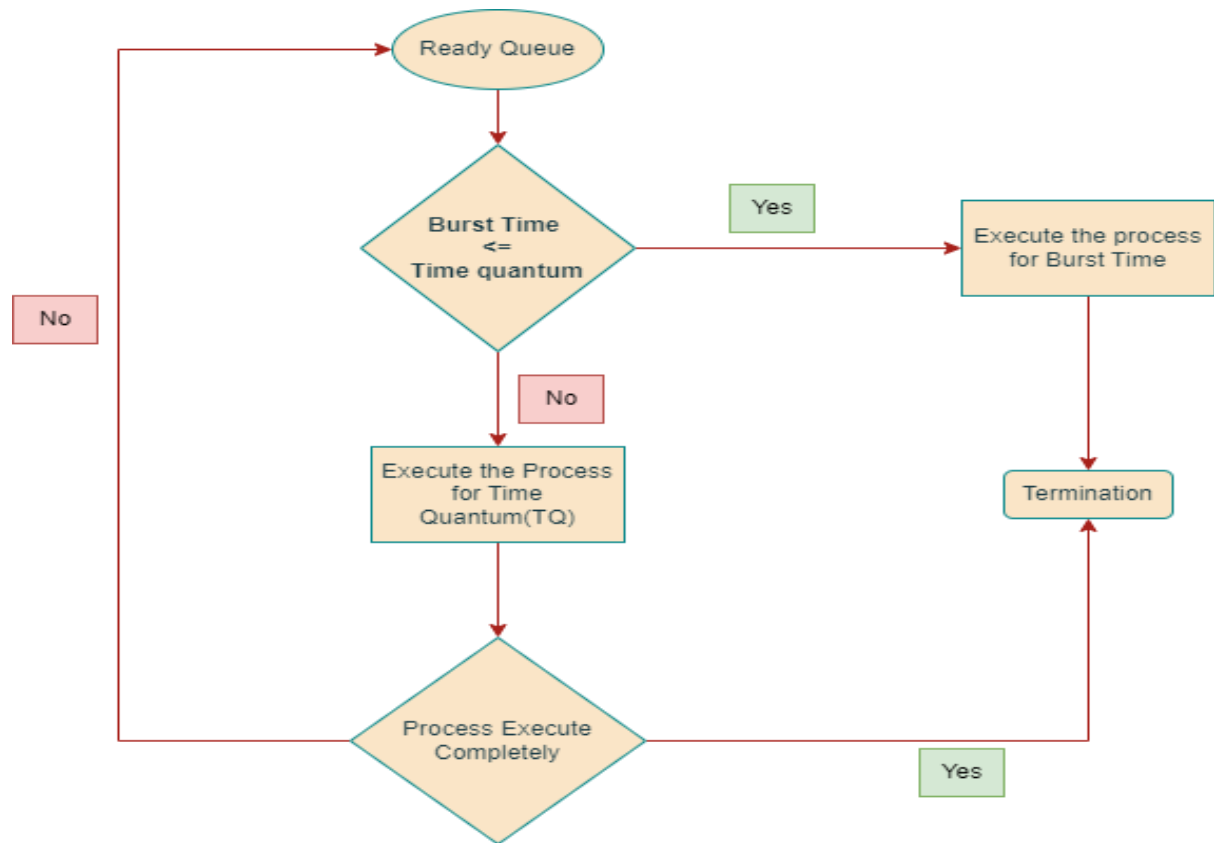 Ready Queue
Burst Time
<=
Time quantum
Yes
Execute the process
for Burst Time
No
No
Execute the Process
for Time
Quantum(TQ)
Termination
Process Execute
Completely
Yes